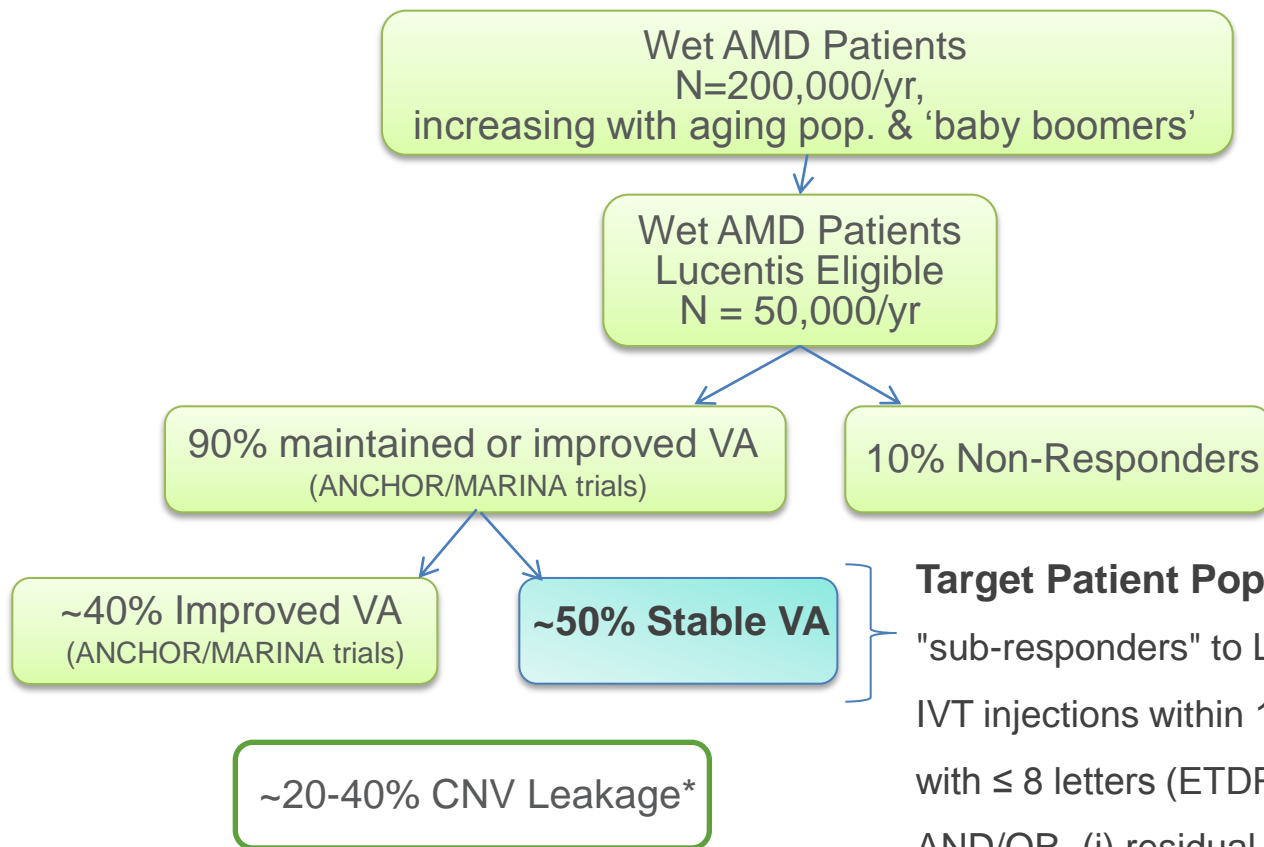 Wet AMD Patients
N=200,000/yr,
increasing with aging pop. & ‘baby boomers’
Wet AMD Patients
Lucentis Eligible
N = 50,000/yr
90% maintained or improved VA
(ANCHOR/MARINA trials)
10% Non-Responders
~40% Improved VA
(ANCHOR/MARINA trials)
~50% Stable VA
Target Patient Pop
"sub-responders" to L
IVT injections within
with ≤ 8 letters (ETD
AND/OR (i) residual
~20-40% CNV Leakage*